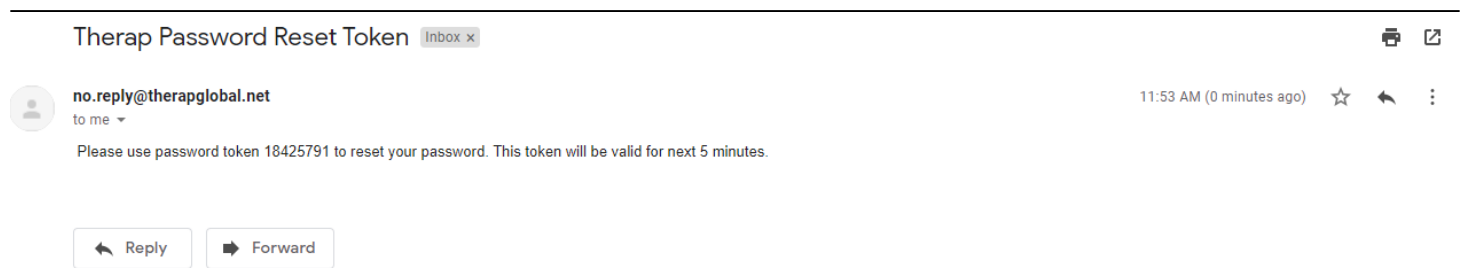 Therap Password Reset Token Inbox x
no.reply@therapglobal.net 11:53 AM (0 minutes ago)
to me
Please use password token 18425791 to reset your password. This token will be valid for next 5 minutes.
Reply Forward